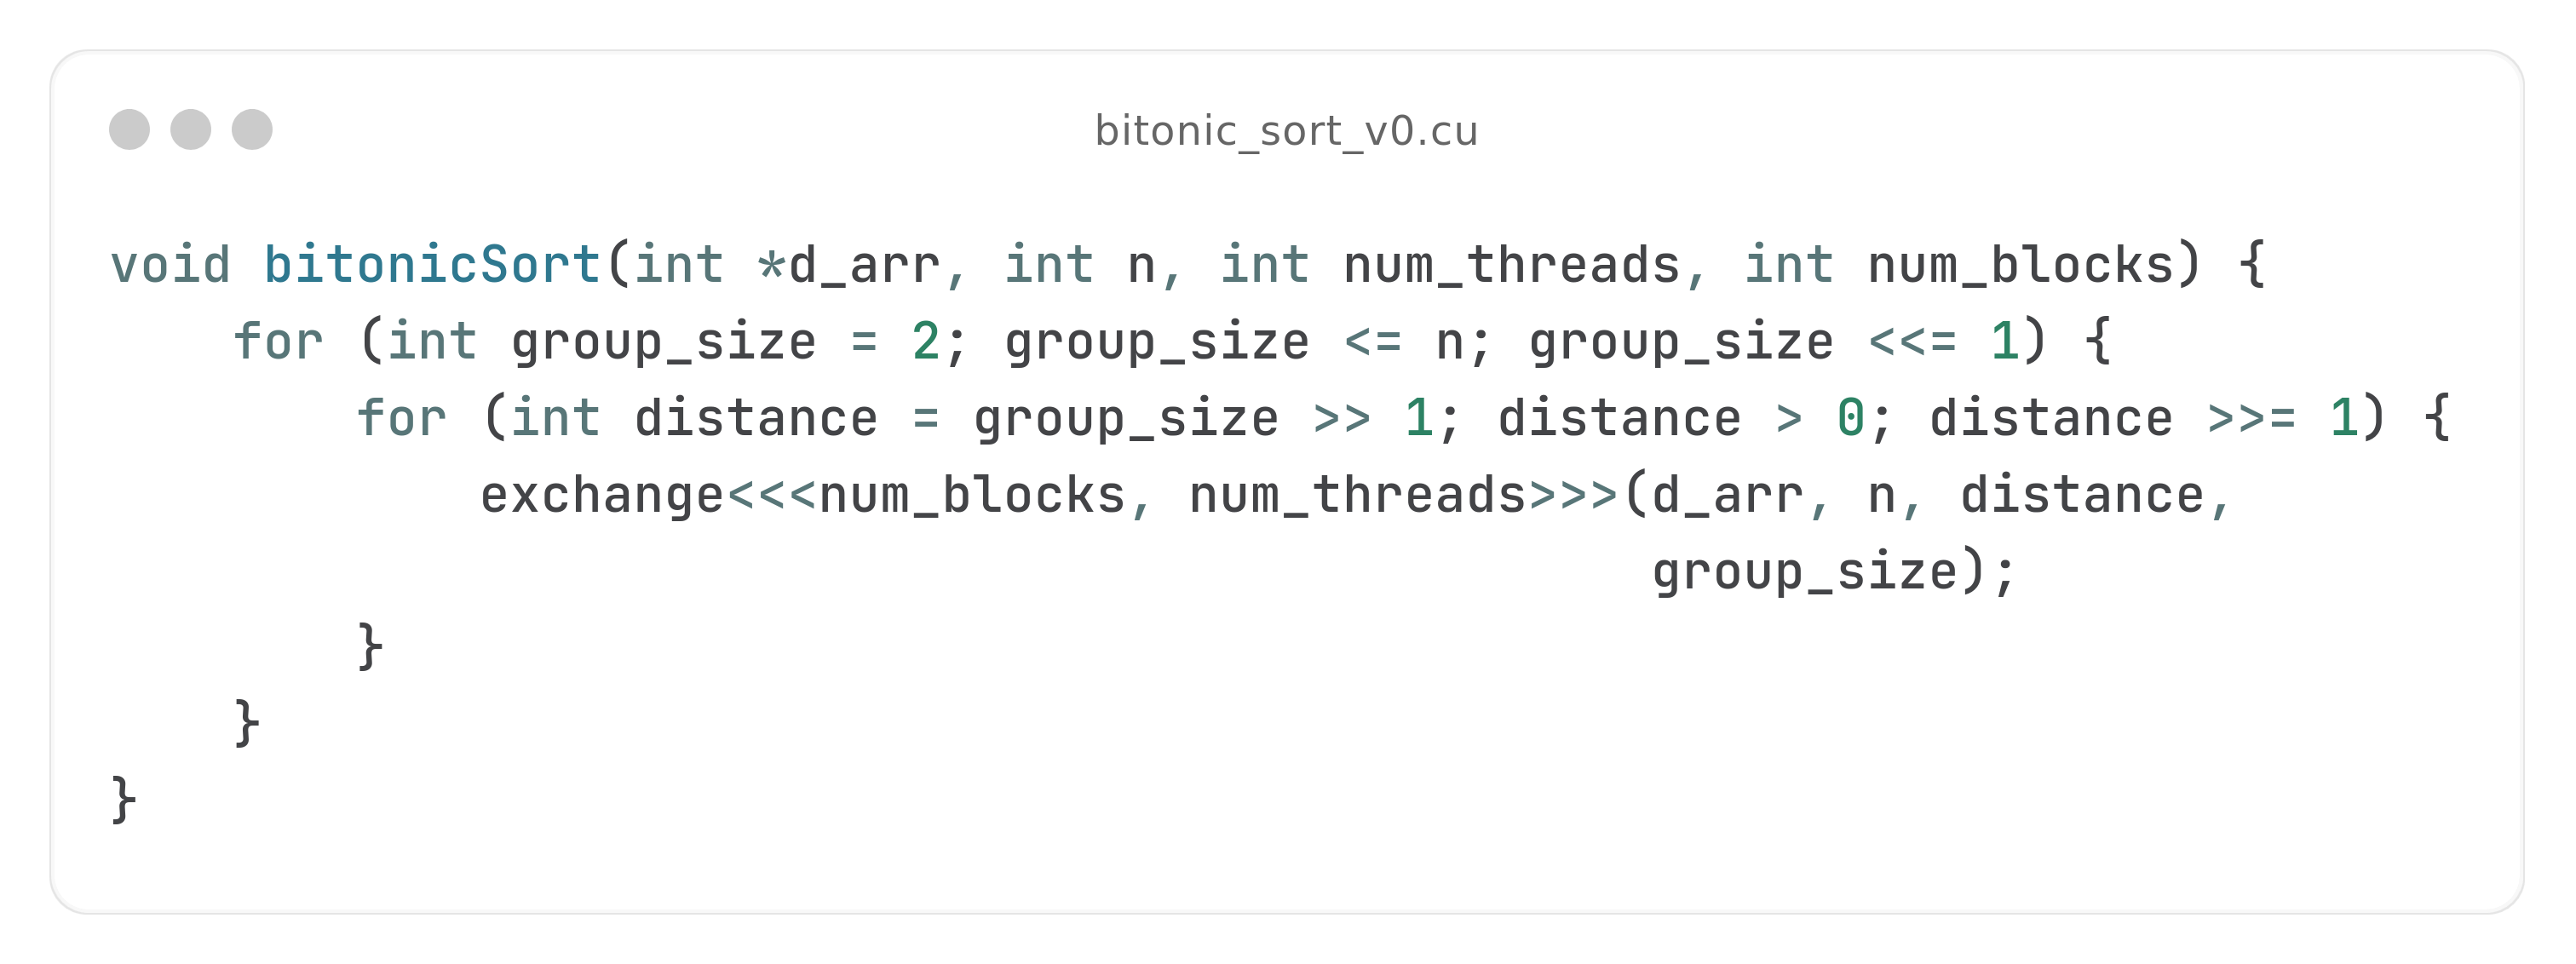 bitonic_sort_v0.cu
void bitonicSort(int *d_arr, int n, int num_threads, int num_blocks) {
    for (int group_size = 2; group_size <= n; group_size <<= 1) {
        for (int distance = group_size >> 1; distance > 0; distance >>= 1) {
            exchange<<<num_blocks, num_threads>>>(d_arr, n, distance,
                                                  group_size);
        }
    }
}